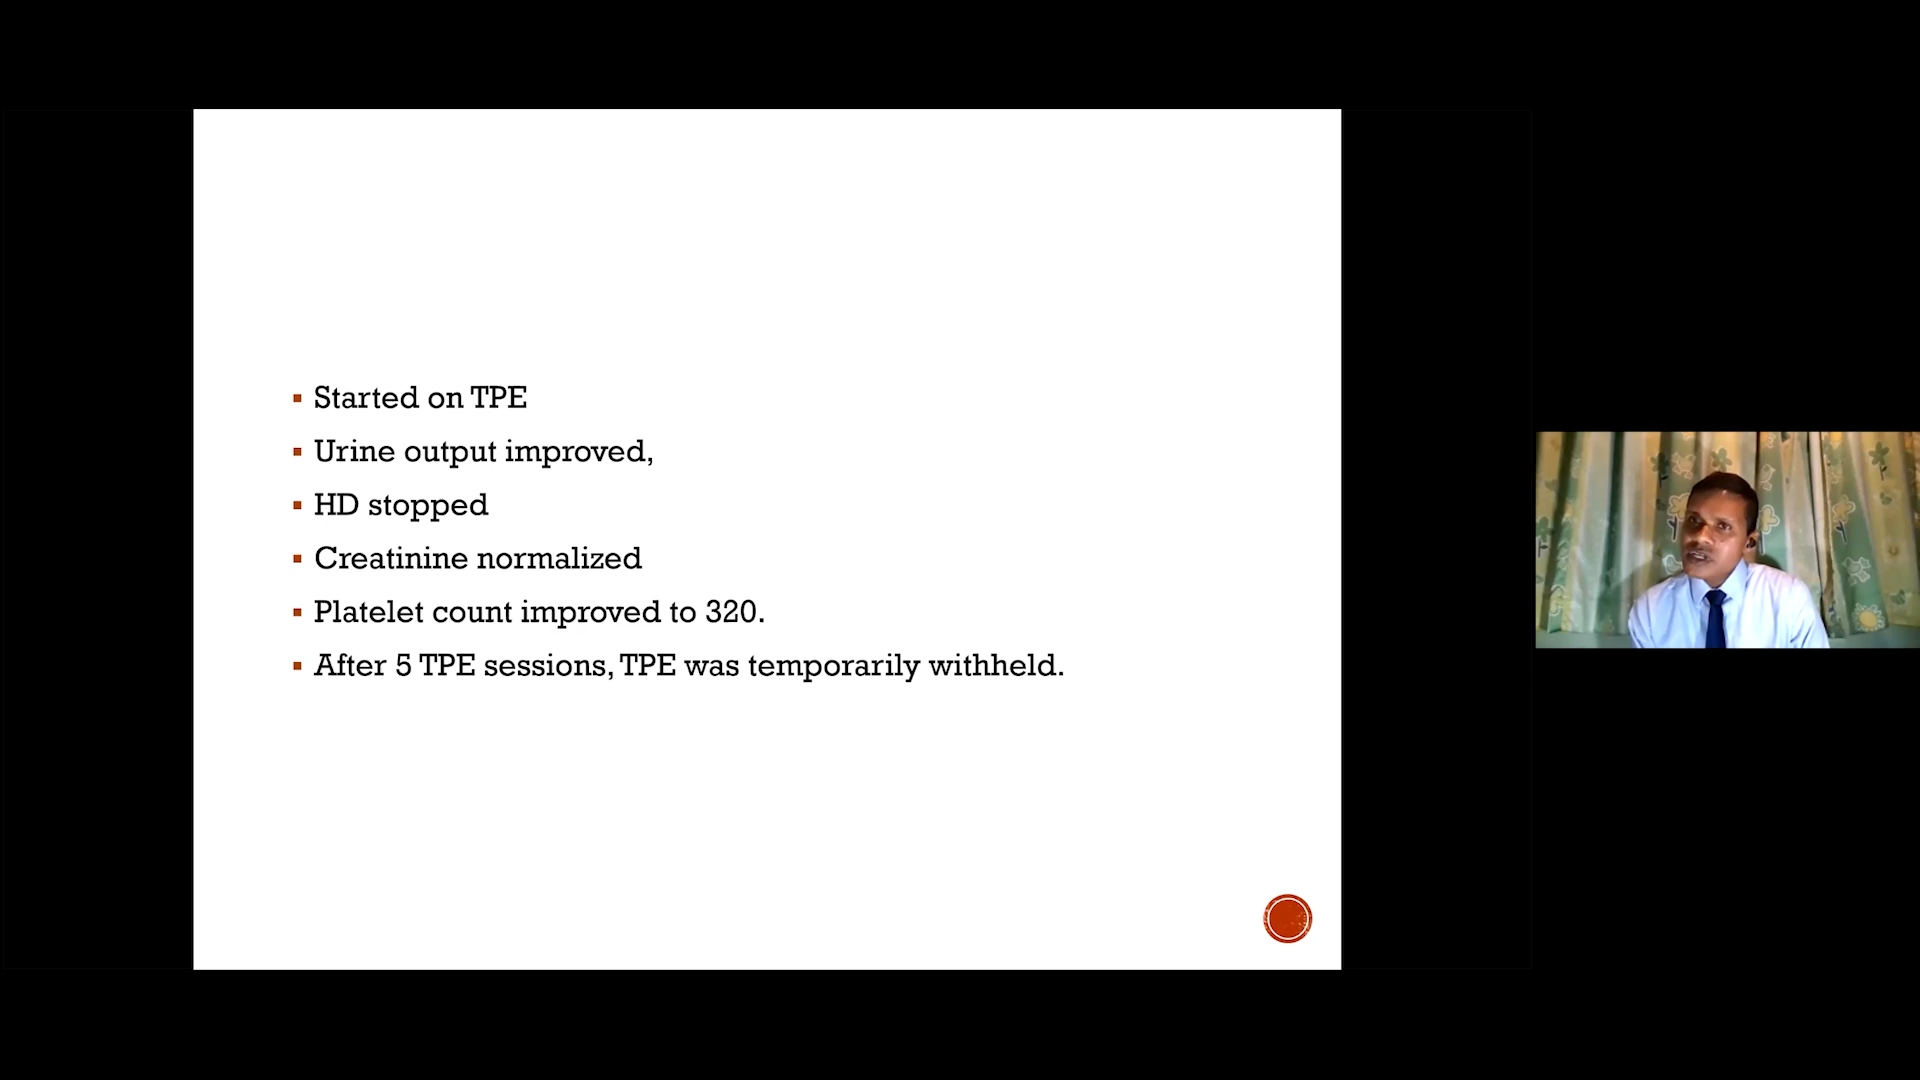 Started on TPE
Urine output improved,
HD stopped
Creatinine normalized
Platelet count improved to 320.
After 5 TPE sessions, TPE was temporarily withheld.